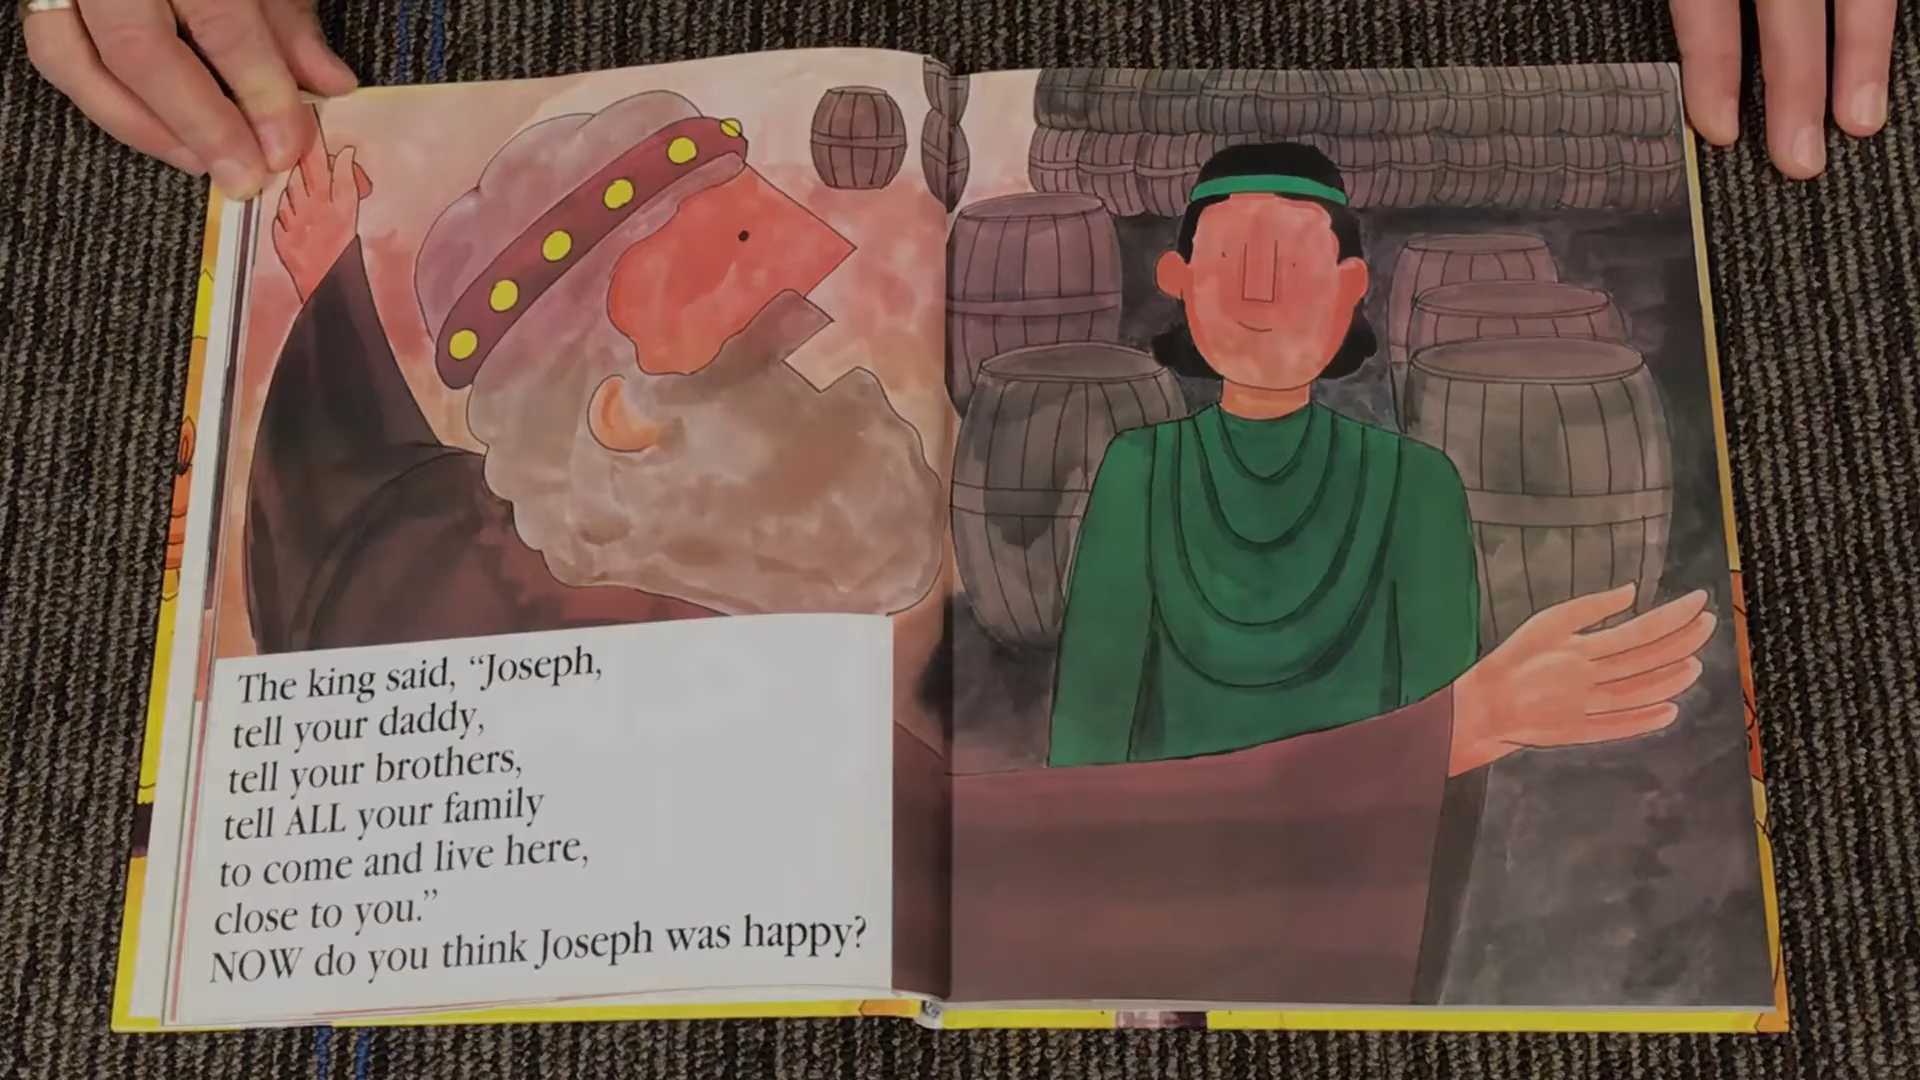 The king said, “Joseph,
tell your daddy,
tell your brothers,
tell ALL your family
to come and live here,
close to you.”
NOW do you think Joseph was happy?